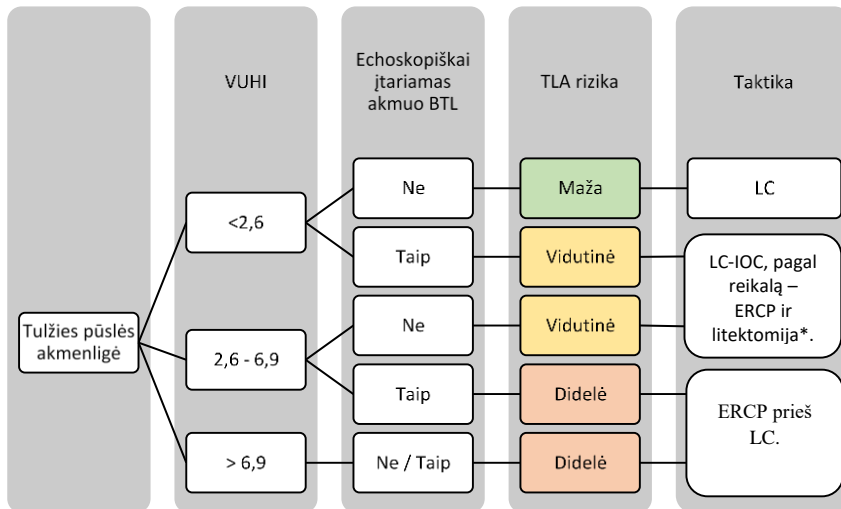 VUHI
Echoskopiškai
įtariamas
akmuo BTL
TLA rizika
Taktika
Tulžies pūslės
akmenligė
<2,6
Ne
Maža
LC
Taip
Vidutinė
LC-IOC, pagal
reikalą –
ERCP ir
litektomija*.
2,6 - 6,9
Ne
Vidutinė
Taip
Didelė
ERCP prieš
LC.
> 6,9
Ne / Taip
Didelė